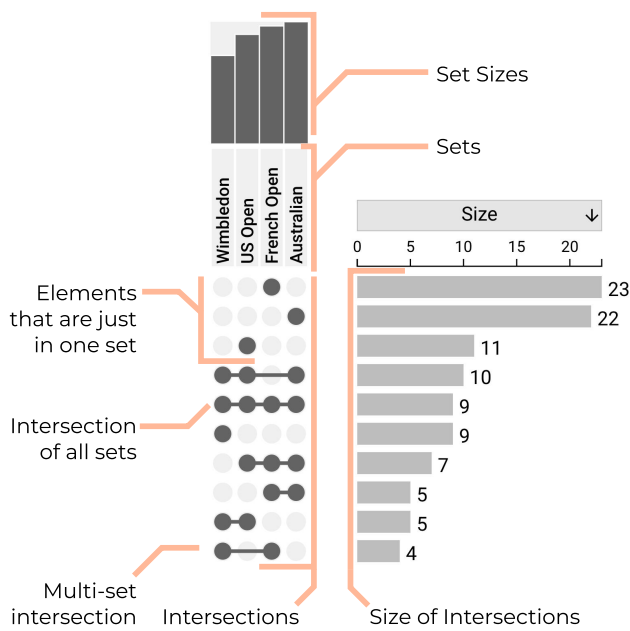 Set Sizes
Sets
Wimbledon
US Open
French Open
Australian
Size
0 5 10 15 20
Elements
that are just
in one set
Intersection
of all sets
Multi-set
intersection
23
22
11
10
9
9
7
5
5
4
Intersections
Size of Intersections